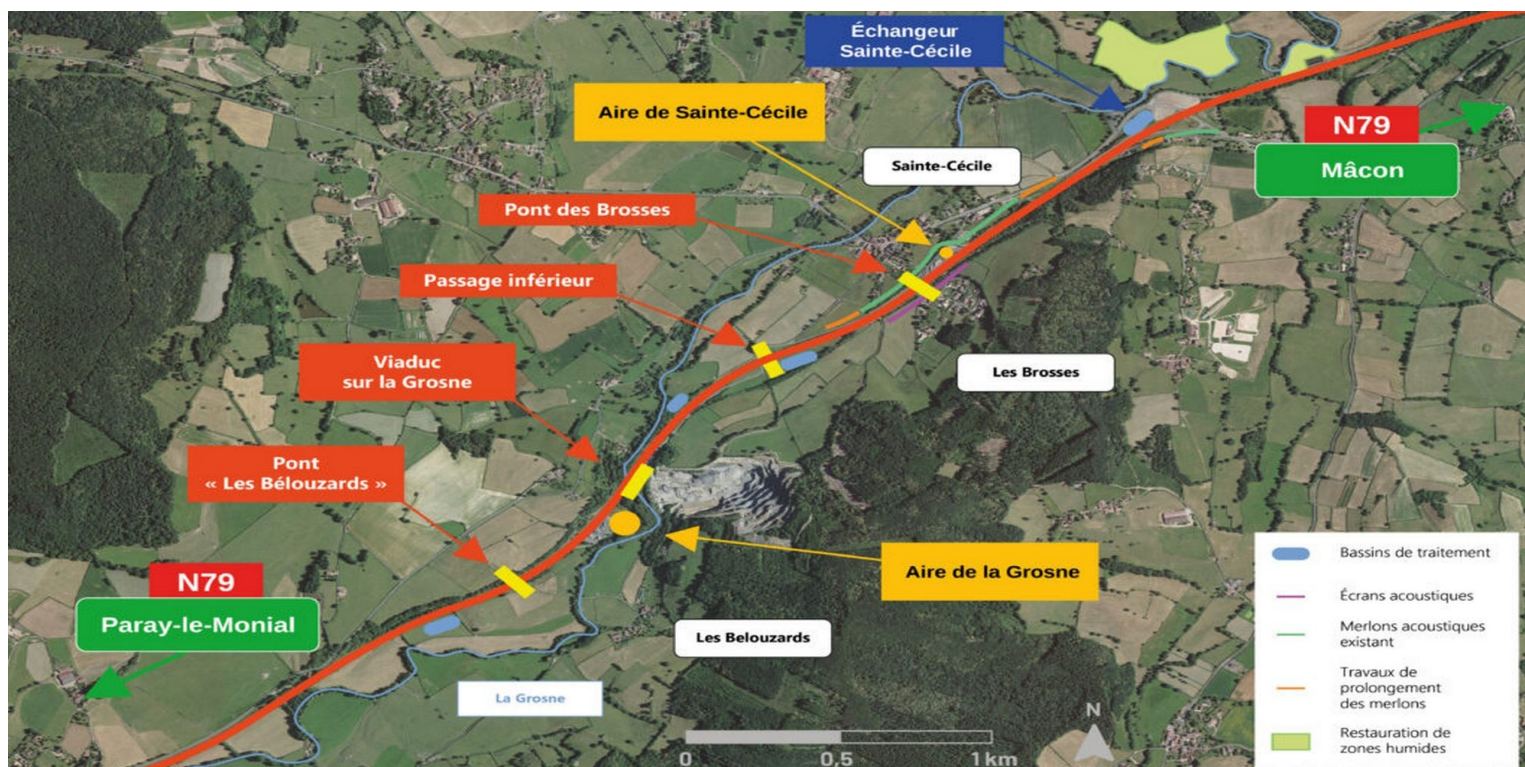 Échangeur
Sainte-Cécile
Aire de Sainte-Cécile
N79
Mâcon
Sainte-Cécile
Pont des Brosses
Passage inférieur
Viaduc
sur la Grosne
Les Brosses
Pont
« Les Bélouzards »
Aire de la Grosne
N79
Paray-le-Monial
Les Belouzards
La Grosne
N
0
0,5
1 km
Bassins de traitement
Écrans acoustiques
Merlons acoustiques
existant
Travaux de
prolongement
des merlons
Restauration de
zones humides